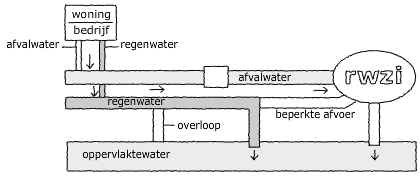 woning
bedrijf
afvalwater
regenwater
afvalwater
rwzi
regenwater
beperkte afvoer
overloop
oppervlaktewater